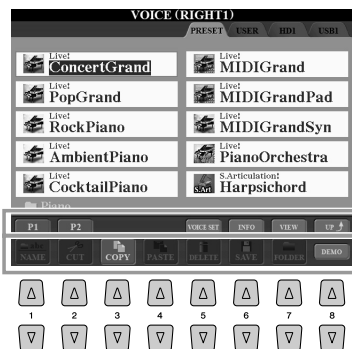 VOICE (RIGHT1)
PRESET USER HD1 USB1
Live! Live!
ConcertGrand MIDIGrand
Live! Live!
PopGrand MIDIGrandPad
Live! Live!
RockPiano MIDIGrandSyn
Live! Live!
AmbientPiano PianoOrchestra
Live! S.Articulation!
CocktailPiano S.Art Harpsichord
Piano
P1 P2 VOICE SET INFO VIEW UP
NAME CUT COPY PASTE DELETE SAVE FOLDER DEMO
1 2 3 4 5 6 7 8